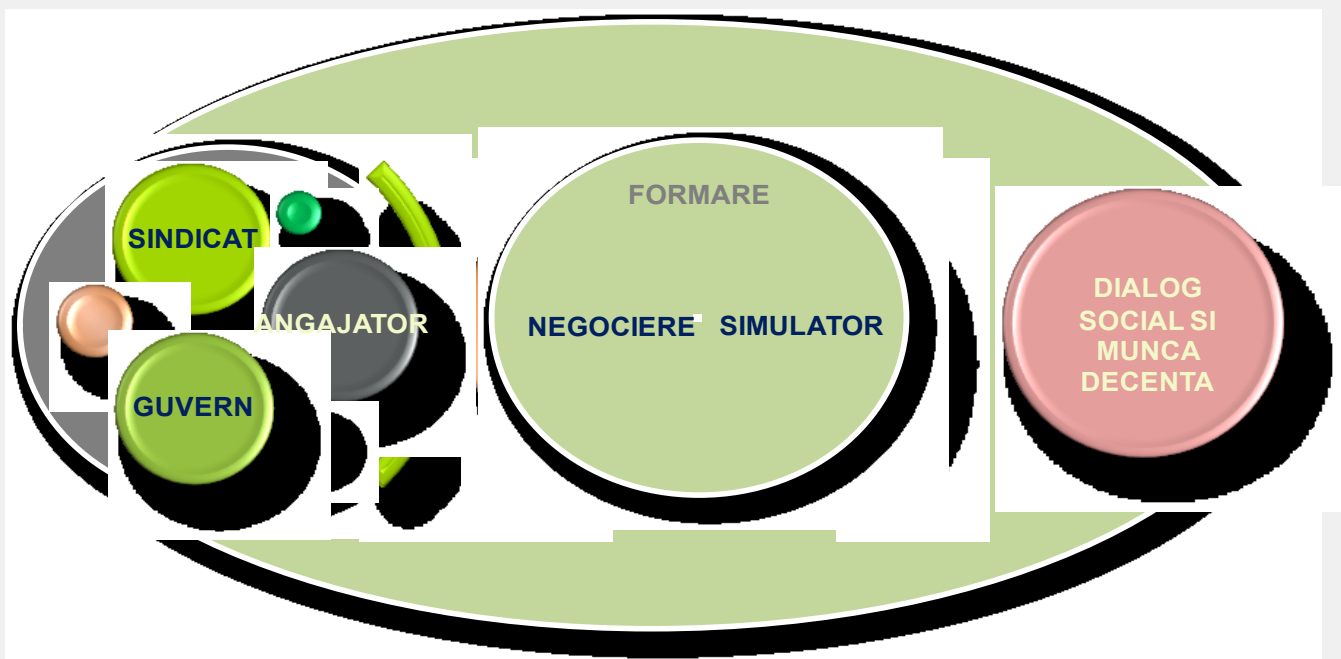 SINDICAT
ANGAJATOR
GUVERN
FORMARE
NEGOCIERE SIMULATOR
DIALOG
SOCIAL SI
MUNCA
DECENTA